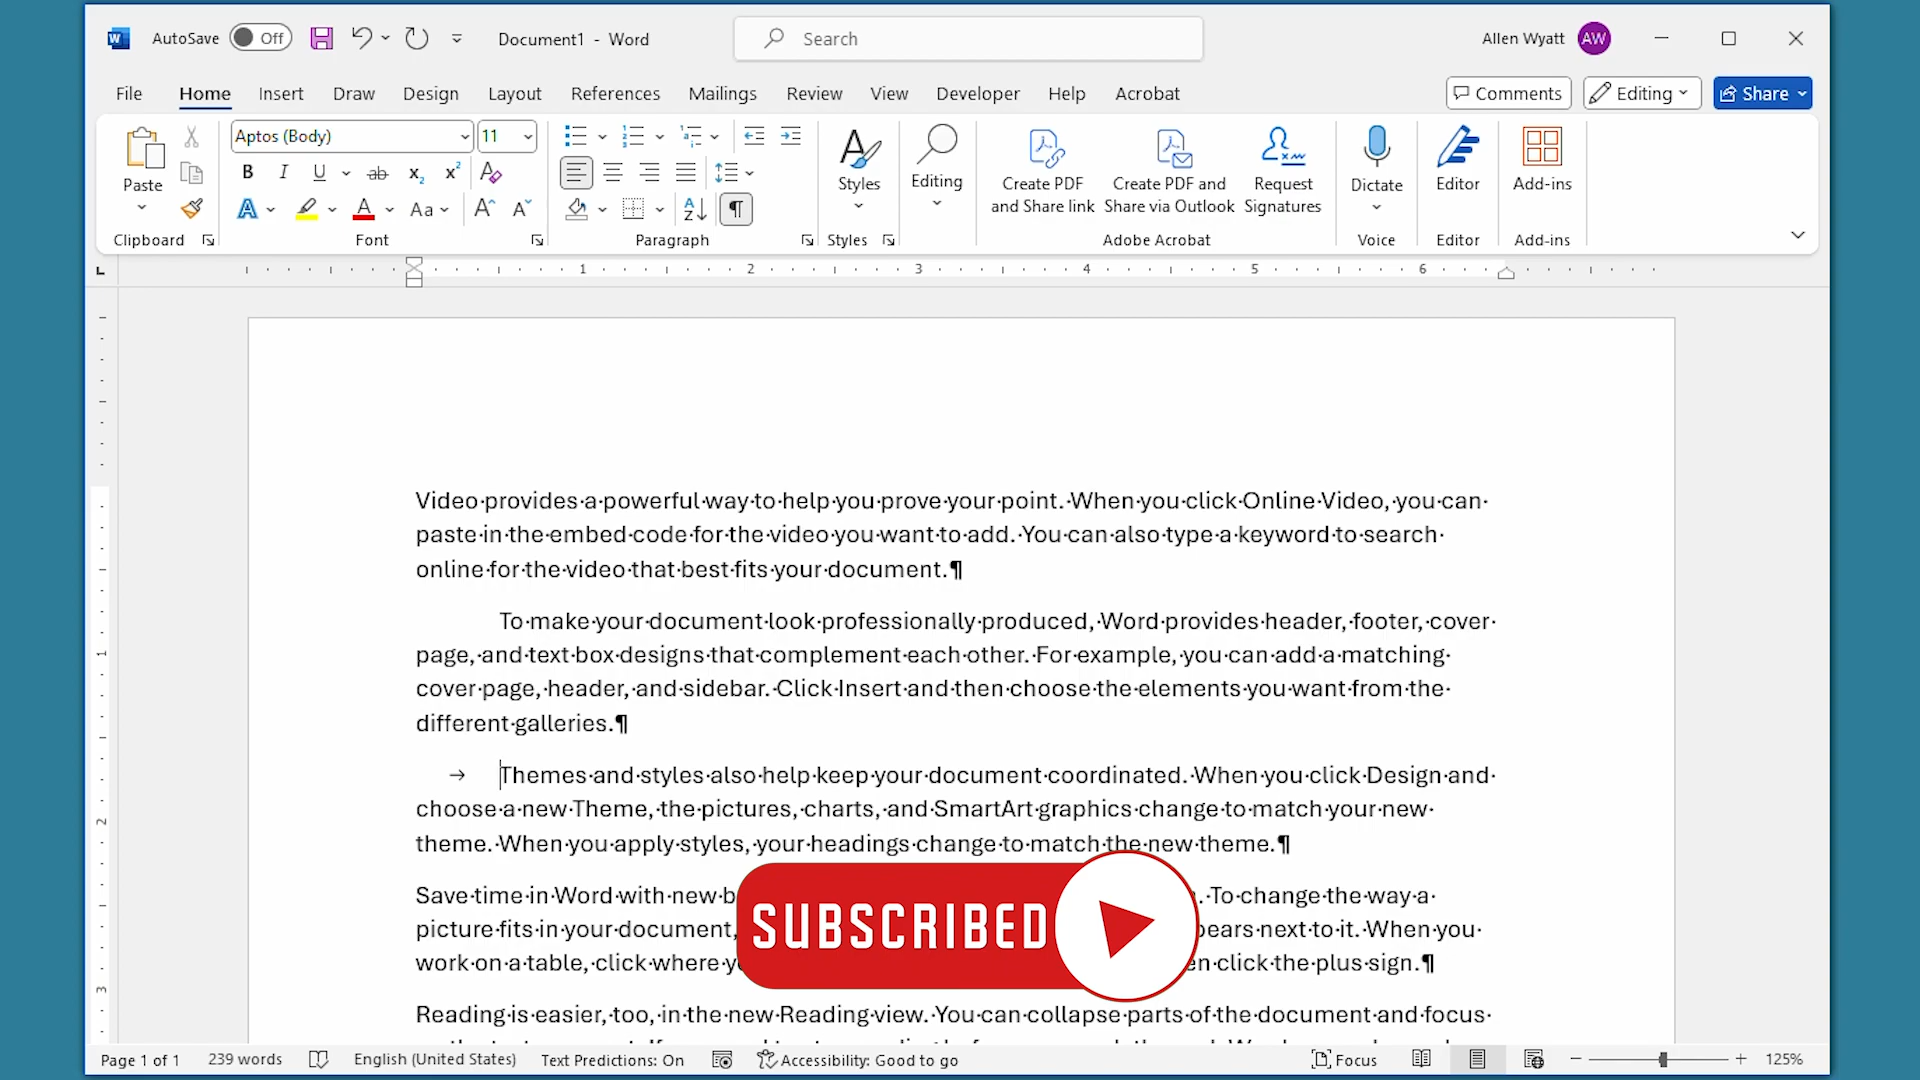 AutoSave Off Document1 - Word Search Allen Wyatt AW
File Home Insert Draw Design Layout References Mailings Review View Developer Help Acrobat Comments Editing Share
Aptos (Body) 11
Paste Styles Editing Create PDF and Share link Create PDF and Share via Outlook Request Signatures Dictate Editor Add-ins
Clipboard Font Paragraph Styles Adobe Acrobat Voice Editor Add-ins
1 2 3 4 5 6
Video·provides·a·powerful·way·to·help·you·prove·your·point.·When·you·click·Online·Video,·you·can·
paste·in·the·embed·code·for·the·video·you·want·to·add.·You·can·also·type·a·keyword·to·search·
online·for·the·video·that·best·fits·your·document.¶
To·make·your·document·look·professionally·produced,·Word·provides·header,·footer,·cover·
page,·and·text·box·designs·that·complement·each·other.·For·example,·you·can·add·a·matching·
cover·page,·header,·and·sidebar.·Click·Insert·and·then·choose·the·elements·you·want·from·the·
different·galleries.¶
→ Themes·and·styles·also·help·keep·your·document·coordinated.·When·you·click·Design·and·
choose·a·new·Theme,·the·pictures,·charts,·and·SmartArt·graphics·change·to·match·your·new·
theme.·When·you·apply·styles,·your·headings·change·to·match·the·new·theme.¶
Save·time·in·Word·with·new·b .·To·change·the·way·a·
picture·fits·in·your·document, next·to·it.·When·you·
work·on·a·table,·click·where· click·the·plus·sign.¶
SUBSCRIBED
Reading·is·easier,·too,·in·the·new·Reading·view.·You·can·collapse·parts·of·the·document·and·focus·
Page 1 of 1 239 words English (United States) Text Predictions: On Accessibility: Good to go Focus 125%